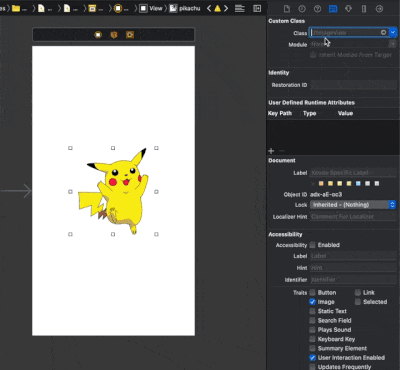 View
pikachu
Custom Class
Class
UIImageView
Module
Inherit Module From Target
Identity
Restoration ID
User Defined Runtime Attributes
Key Path Type Value
Document
Label Xcode Specific Label
Object ID adx-aE-oc3
Lock Inherited - (Nothing)
Localizer Hint Comment For Localizer
Accessibility
Accessibility Enabled
Label Label
Hint Hint
Identifier Identifier
Traits Button Link
Image Selected
Static Text
Search Field
Plays Sound
Keyboard Key
Summary Element
User Interaction Enabled
Updates Frequently